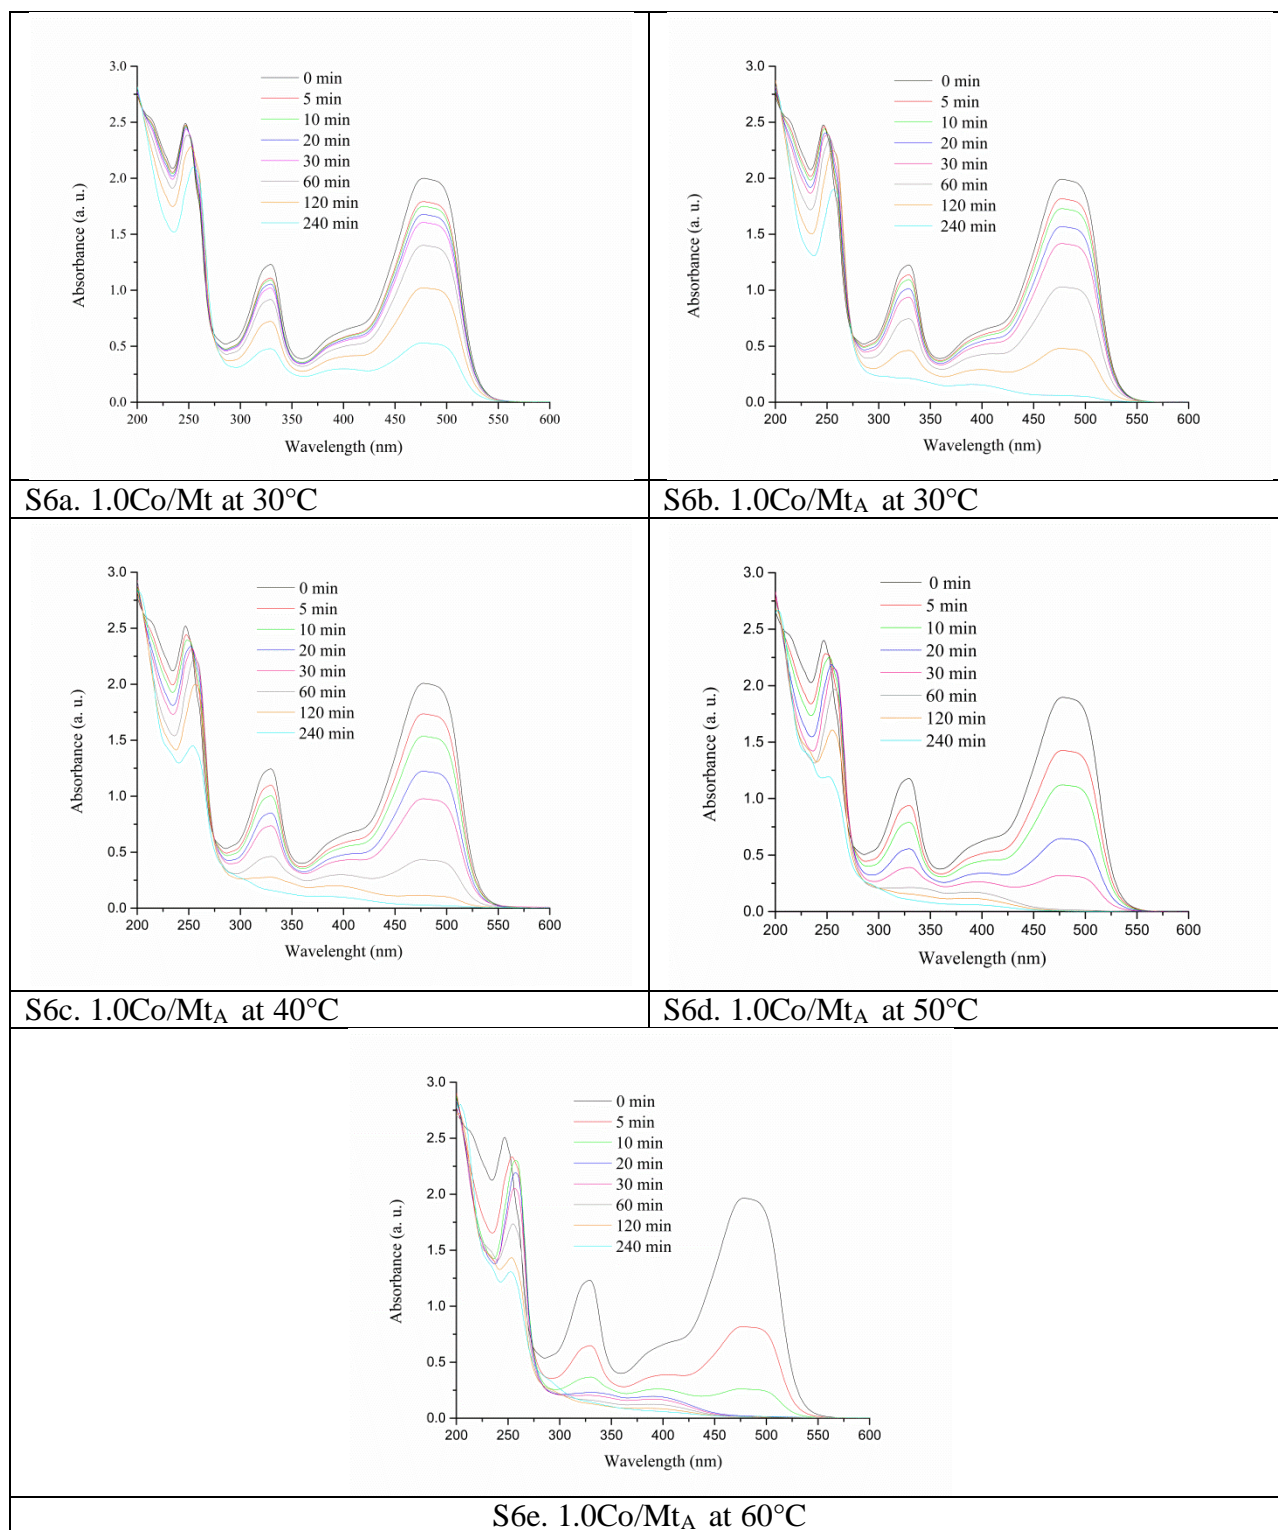 3.0
2.5
2.0
1.5
1.0
0.5
0.0
Absorbance (a. u.)
0 min
5 min
10 min
20 min
30 min
60 min
120 min
240 min
200 250 300 350 400 450 500 550 600
Wavelength (nm)
S6a. 1.0Co/Mt at 30°C
3.0
2.5
2.0
1.5
1.0
0.5
0.0
Absorbance (a. u.)
0 min
5 min
10 min
20 min
30 min
60 min
120 min
240 min
200 250 300 350 400 450 500 550 600
Wavelength (nm)
S6b. 1.0Co/MtA at 30°C
3.0
2.5
2.0
1.5
1.0
0.5
0.0
Absorbance (a. u.)
0 min
5 min
10 min
20 min
30 min
60 min
120 min
240 min
200 250 300 350 400 450 500 550 600
Wavelenght (nm)
S6c. 1.0Co/MtA at 40°C
3.0
2.5
2.0
1.5
1.0
0.5
0.0
Absorbance (a. u.)
0 min
5 min
10 min
20 min
30 min
60 min
120 min
240 min
200 250 300 350 400 450 500 550 600
Wavelength (nm)
S6d. 1.0Co/MtA at 50°C
3.0
2.5
2.0
1.5
1.0
0.5
0.0
Absorbance (a. u.)
0 min
5 min
10 min
20 min
30 min
60 min
120 min
240 min
200 250 300 350 400 450 500 550 600
Wavelength (nm)
S6e. 1.0Co/MtA at 60°C